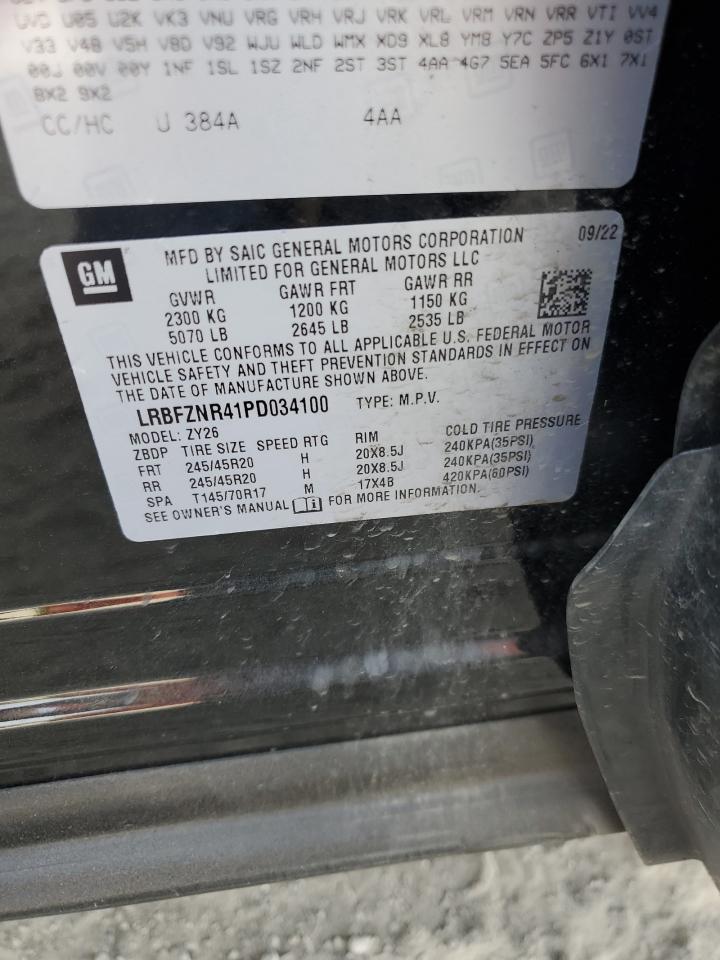 UVC U05 U2K VK3 VNU VRG VRH VRJ VRK VRL VRM VRN VRR VTI VV4
V33 V48 V5H V8D V92 WJU WLD WMX XD9 XL8 YM8 Y7C 2P5 Z1Y 0ST
00J 00V 00Y 1NF 1SL 1SZ 2NF 2ST 3ST 4AA 4G7 5EA 5FC 6X1 7X1
8X2 9X2
CC/HC U 384A 4AA
GM
MFD BY SAIC GENERAL MOTORS CORPORATION 09/22
LIMITED FOR GENERAL MOTORS LLC
GVWR GAWR FRT GAWR RR
2300 KG 1200 KG 1150 KG
5070 LB 2645 LB 2535 LB
THIS VEHICLE CONFORMS TO ALL APPLICABLE U.S. FEDERAL MOTOR
VEHICLE SAFETY AND THEFT PREVENTION STANDARDS IN EFFECT ON
THE DATE OF MANUFACTURE SHOWN ABOVE.
LRBFZNR41PD034100 TYPE: M.P.V.
MODEL: ZY26
ZBDP TIRE SIZE SPEED RTG RIM COLD TIRE PRESSURE
FRT 245/45R20 H 20X8.5J 240KPA(35PSI)
RR 245/45R20 H 20X8.5J 240KPA(35PSI)
SPA T145/70R17 M 17X4B 420KPA(60PSI)
SEE OWNER'S MANUAL FOR MORE INFORMATION.